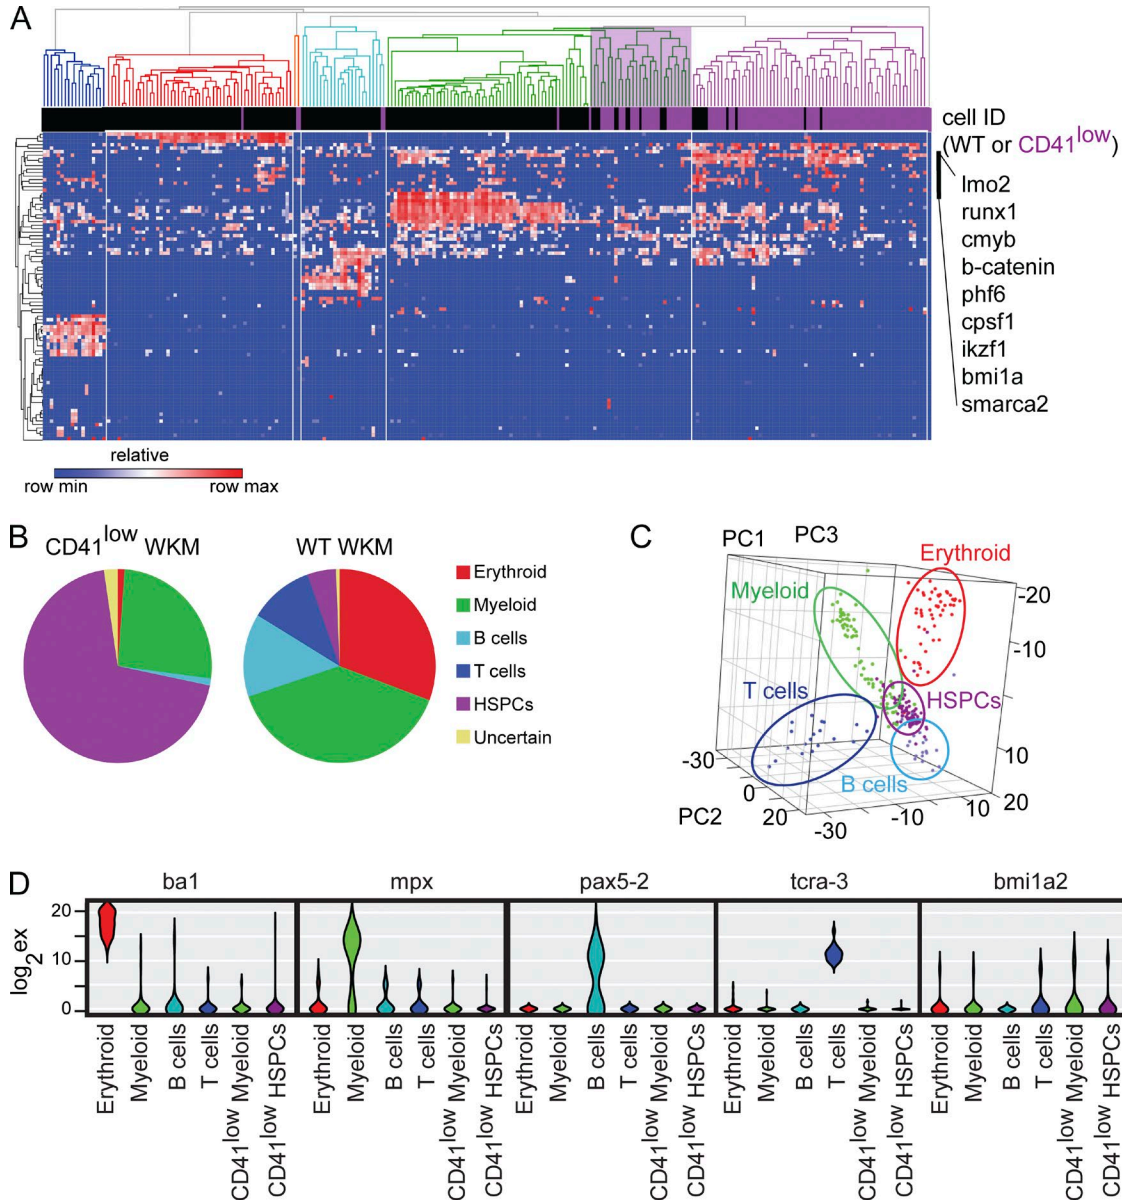 A
cell ID
(WT or CD41low)
lmo2
runx1
cmyb
b-catenin
phf6
cpsf1
ikzf1
bmi1a
smarca2
relative
row min row max
B
CD41low WKM
WT WKM
Erythroid
Myeloid
B cells
T cells
HSPCs
Uncertain
C
PC1 PC3
Erythroid
Myeloid
T cells
HSPCs
B cells
-20
-10
10
20
-30
0
20
PC2
-30
-10
10
D
ba1 mpx pax5-2 tcra-3 bmi1a2
log2ex
20
10
0
Erythroid
Myeloid
B cells
T cells
CD41low Myeloid
CD41low HSPCs
Erythroid
Myeloid
B cells
T cells
CD41low Myeloid
CD41low HSPCs
Erythroid
Myeloid
B cells
T cells
CD41low Myeloid
CD41low HSPCs
Erythroid
Myeloid
B cells
T cells
CD41low Myeloid
CD41low HSPCs
Erythroid
Myeloid
B cells
T cells
CD41low Myeloid
CD41low HSPCs